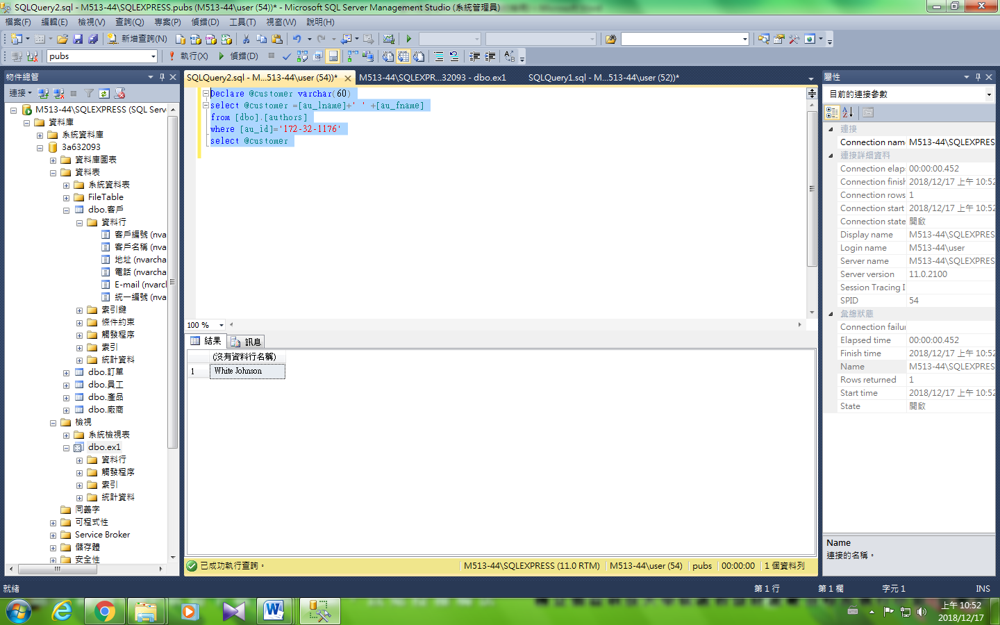 SQLQuery2.sql - M513-44\SQLEXPRESS.pubs (M513-44\user (54))* - Microsoft SQL Server Management Studio (系統管理員)
檔案(F) 編輯(E) 檢視(V) 查詢(Q) 專案(P) 偵錯(D) 工具(T) 視窗(W) 說明(H)
新增查詢(N)
pubs 執行(X) 偵錯(D)
物件總管
連接
M513-44\SQLEXPRESS (SQL Serv
資料庫
系統資料庫
3a632093
資料庫圖表
資料表
系統資料表
FileTable
dbo.客戶
資料行
客戶編號 (nva
客戶名稱 (nva
地址 (nvarcha
電話 (nvarcha
E-mail (nvarcl
統一編號 (nva
索引鍵
條件約束
觸發程序
索引
統計資料
dbo.訂單
dbo.員工
dbo.產品
dbo.廠商
檢視
系統檢視表
dbo.ex1
資料行
觸發程序
索引
統計資料
同義字
可程式性
Service Broker
儲存體
安全性
SQLQuery2.sql - M...513-44\user (54))* M513-44\SQLEXPR...32093 - dbo.ex1 SQLQuery1.sql - M...513-44\user (52))*
Declare @customer varchar(60)
select @customer =[au_lname]+' ' +[au_fname]
from [dbo].[authors]
where [au_id]='172-32-1176'
select @customer
100 %
結果 訊息
(沒有資料行名稱)
1 White Johnson
已成功執行查詢。 M513-44\SQLEXPRESS (11.0 RTM) M513-44\user (54) pubs 00:00:00 1 個資料列
屬性
目前的連接參數
連接
Connection nam M513-44\SQLEXPRES
連接詳細資料
Connection elap 00:00:00.452
Connection finish 2018/12/17 上午 10:52
Connection rows 1
Connection start 2018/12/17 上午 10:52
Connection state 開啟
Display name M513-44\SQLEXPRES
Login name M513-44\user
Server name M513-44\SQLEXPRES
Server version 11.0.2100
Session Tracing I
SPID 54
彙總狀態
Connection failur
Elapsed time 00:00:00.452
Finish time 2018/12/17 上午 10:52
Name M513-44\SQLEXPRES
Rows returned 1
Start time 2018/12/17 上午 10:52
State 開啟
Name
連接的名稱。
就緒 第 1 行 第 1 欄 字元 1 INS
上午 10:52
2018/12/17